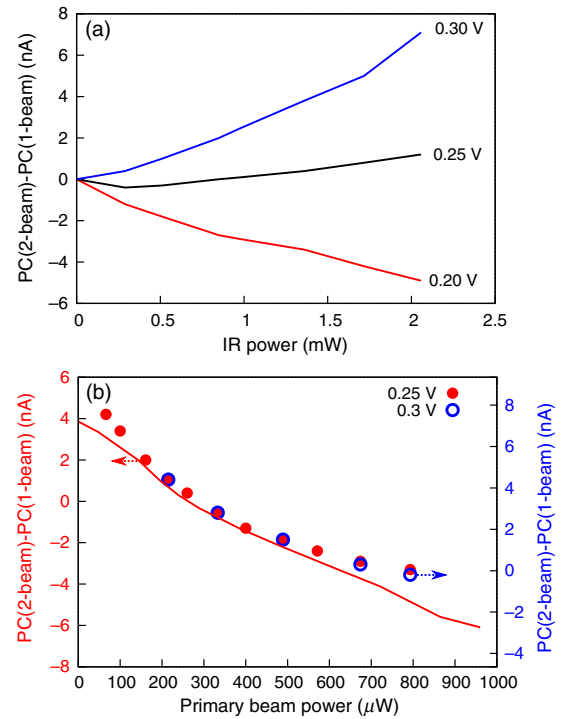 (a)
PC(2-beam)-PC(1-beam) (nA)
8
6
4
2
0
−2
−4
−6
0.30 V
0.25 V
0.20 V
0 0.5 1 1.5 2 2.5
IR power (mW)
(b)
PC(2-beam)-PC(1-beam) (nA)
6
4
2
0
−2
−4
−6
−8
0.25 V
0.3 V
8
6
4
2
0
−2
−4
PC(2-beam)-PC(1-beam) (nA)
0 100 200 300 400 500 600 700 800 900 1000
Primary beam power (μW)